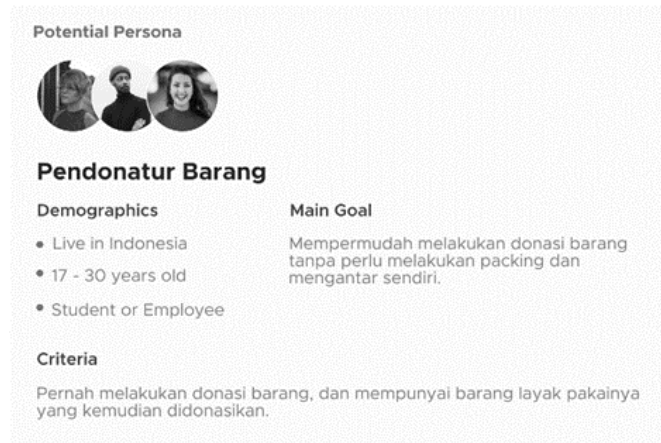 Potential Persona
Pendonatur Barang
Demographics
Main Goal
• Live in Indonesia
• 17 - 30 years old
• Student or Employee
Mempermudah melakukan donasi barang
tanpa perlu melakukan packing dan
mengantar sendiri.
Criteria
Pernah melakukan donasi barang, dan mempunyai barang layak pakainya
yang kemudian didonasikan.